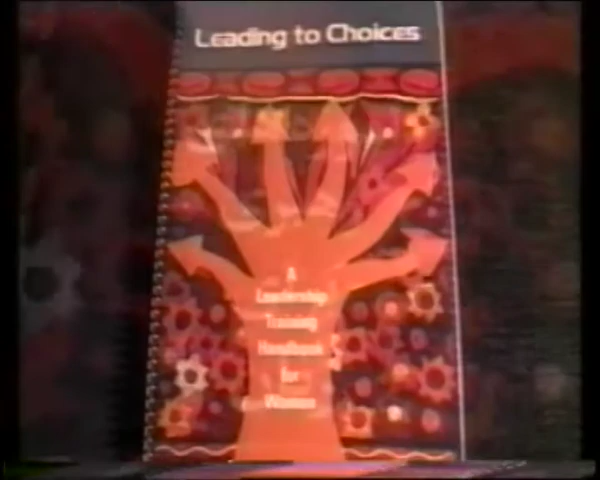 Leading to Choices
A
Leadership
Training
Handbook
for
Women